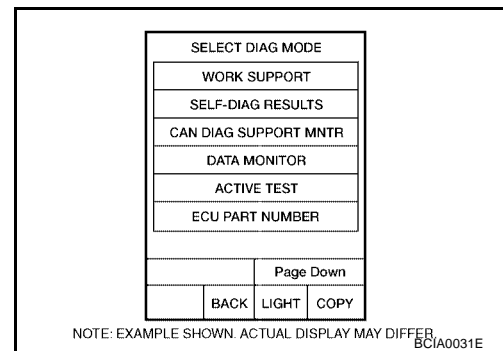 SELECT DIAG MODE
WORK SUPPORT
SELF-DIAG RESULTS
CAN DIAG SUPPORT MNTR
DATA MONITOR
ACTIVE TEST
ECU PART NUMBER
Page Down
BACK LIGHT COPY
NOTE: EXAMPLE SHOWN. ACTUAL DISPLAY MAY DIFFER.
BCIA0031E